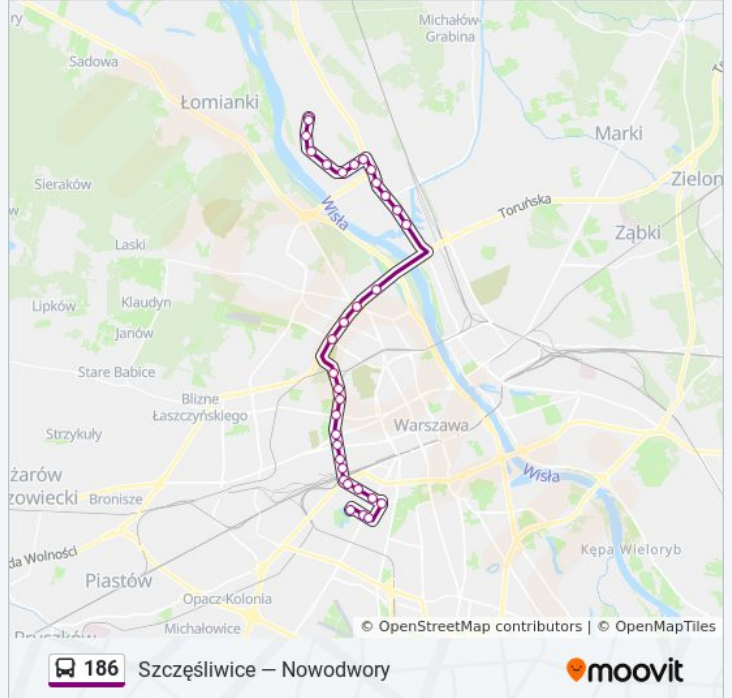 ry
Michałów-
Grabina
Sadowa
Łomianki
Marki
Sieraków
Zielon
w
Toruńska
Wisła
Ząbki
Laski
Lipków
Klaudyn
Janów
Stare Babice
Blizne
Łaszczyńskiego
Warszawa
Strzykuły
żarów
zowiecki
Bronisze
Wisła
da Wolności
Kępa Wieloryb
Piastów
Opacz-Kolonia
Michałowice
Pruszków
© OpenStreetMap contributors | © OpenMapTiles
186 Szczęśliwice — Nowodwory moovit